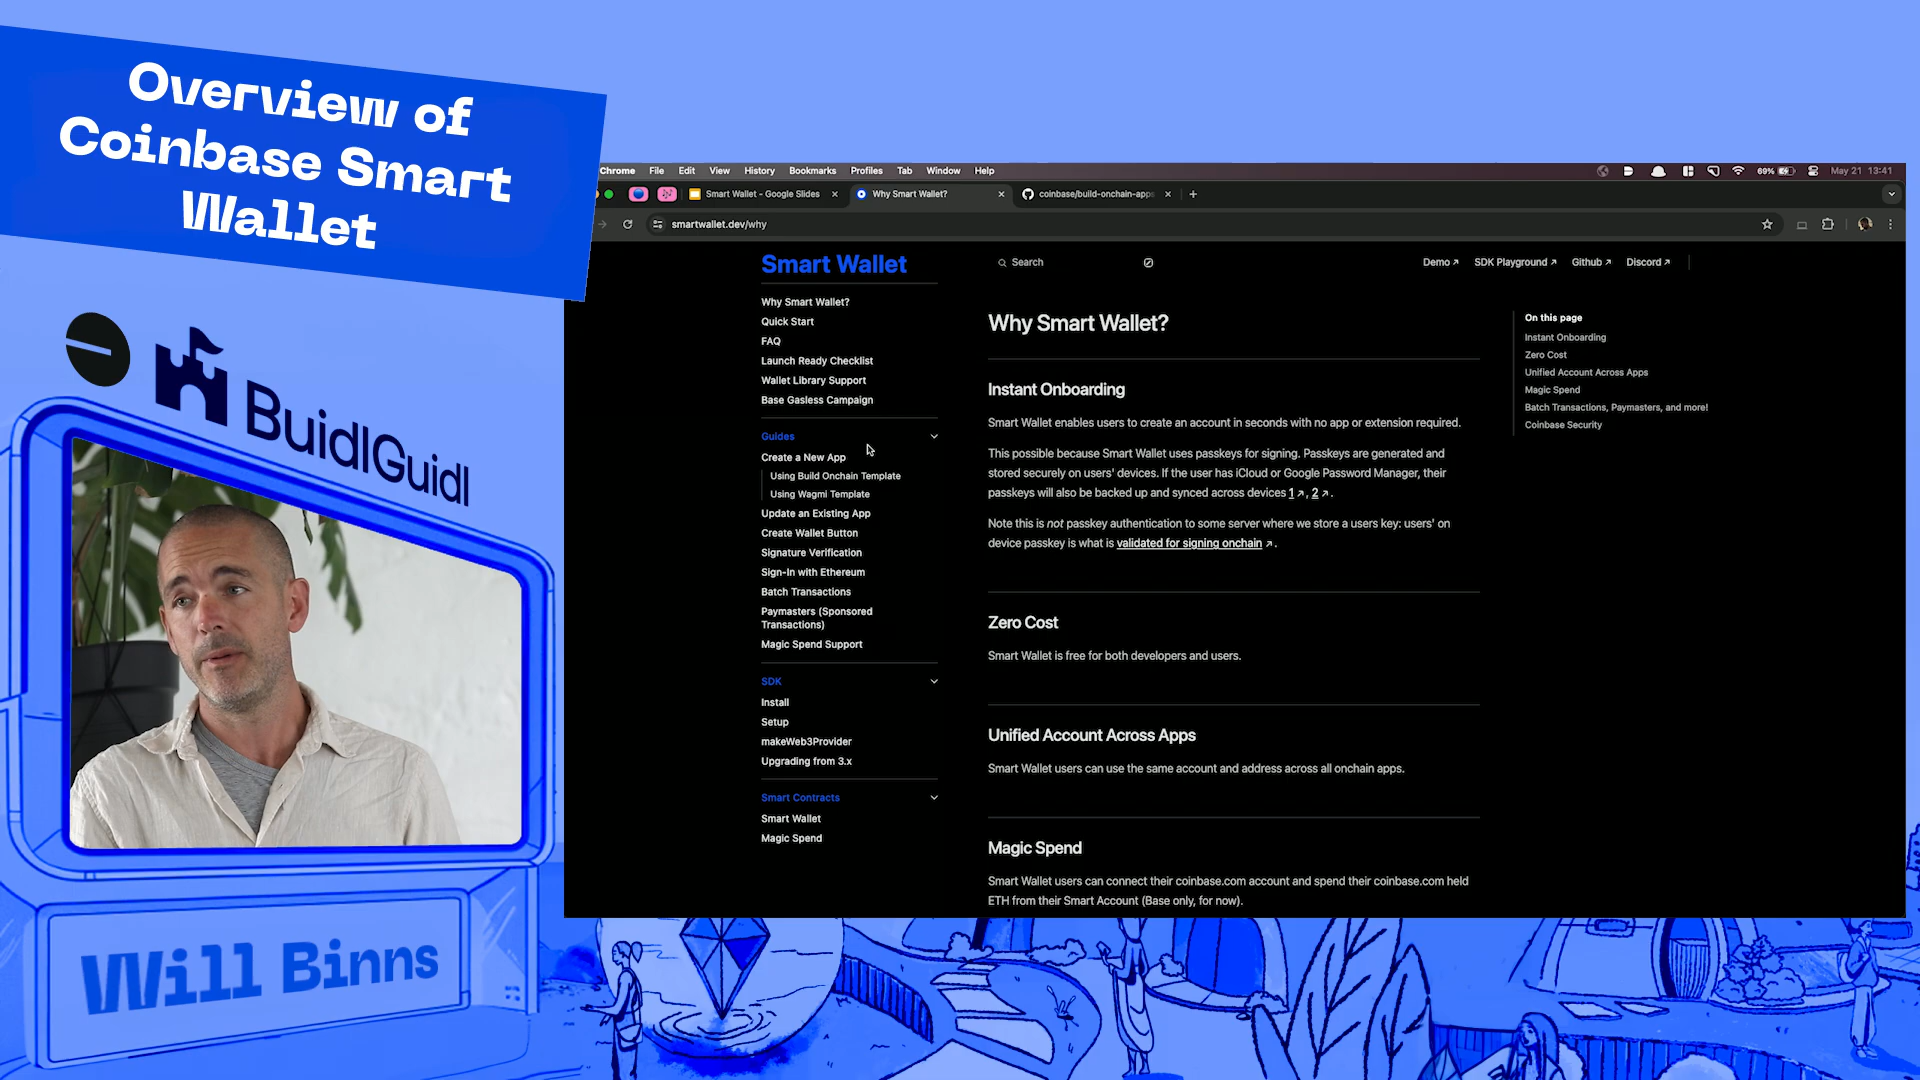 Overview of
Coinbase Smart
Wallet
BuidlGuidl
Will Binns
Chrome File Edit View History Bookmarks Profiles Tab Window Help
69% May 21 13:41
Smart Wallet - Google Slides
Why Smart Wallet?
coinbase/build-onchain-apps
smartwallet.dev/why
Smart Wallet
Why Smart Wallet?
Quick Start
FAQ
Launch Ready Checklist
Wallet Library Support
Base Gasless Campaign
Guides
Create a New App
Using Build Onchain Template
Using Wagmi Template
Update an Existing App
Create Wallet Button
Signature Verification
Sign-In with Ethereum
Batch Transactions
Paymasters (Sponsored
Transactions)
Magic Spend Support
SDK
Install
Setup
makeWeb3Provider
Upgrading from 3.x
Smart Contracts
Smart Wallet
Magic Spend
Search
Demo ↗ SDK Playground ↗ Github ↗ Discord ↗
Why Smart Wallet?
Instant Onboarding
Smart Wallet enables users to create an account in seconds with no app or extension required.
This possible because Smart Wallet uses passkeys for signing. Passkeys are generated and
stored securely on users' devices. If the user has iCloud or Google Password Manager, their
passkeys will also be backed up and synced across devices 1 ↗, 2 ↗.
Note this is not passkey authentication to some server where we store a users key: users' on
device passkey is what is validated for signing onchain ↗.
Zero Cost
Smart Wallet is free for both developers and users.
Unified Account Across Apps
Smart Wallet users can use the same account and address across all onchain apps.
Magic Spend
Smart Wallet users can connect their coinbase.com account and spend their coinbase.com held
ETH from their Smart Account (Base only, for now).
On this page
Instant Onboarding
Zero Cost
Unified Account Across Apps
Magic Spend
Batch Transactions, Paymasters, and more!
Coinbase Security